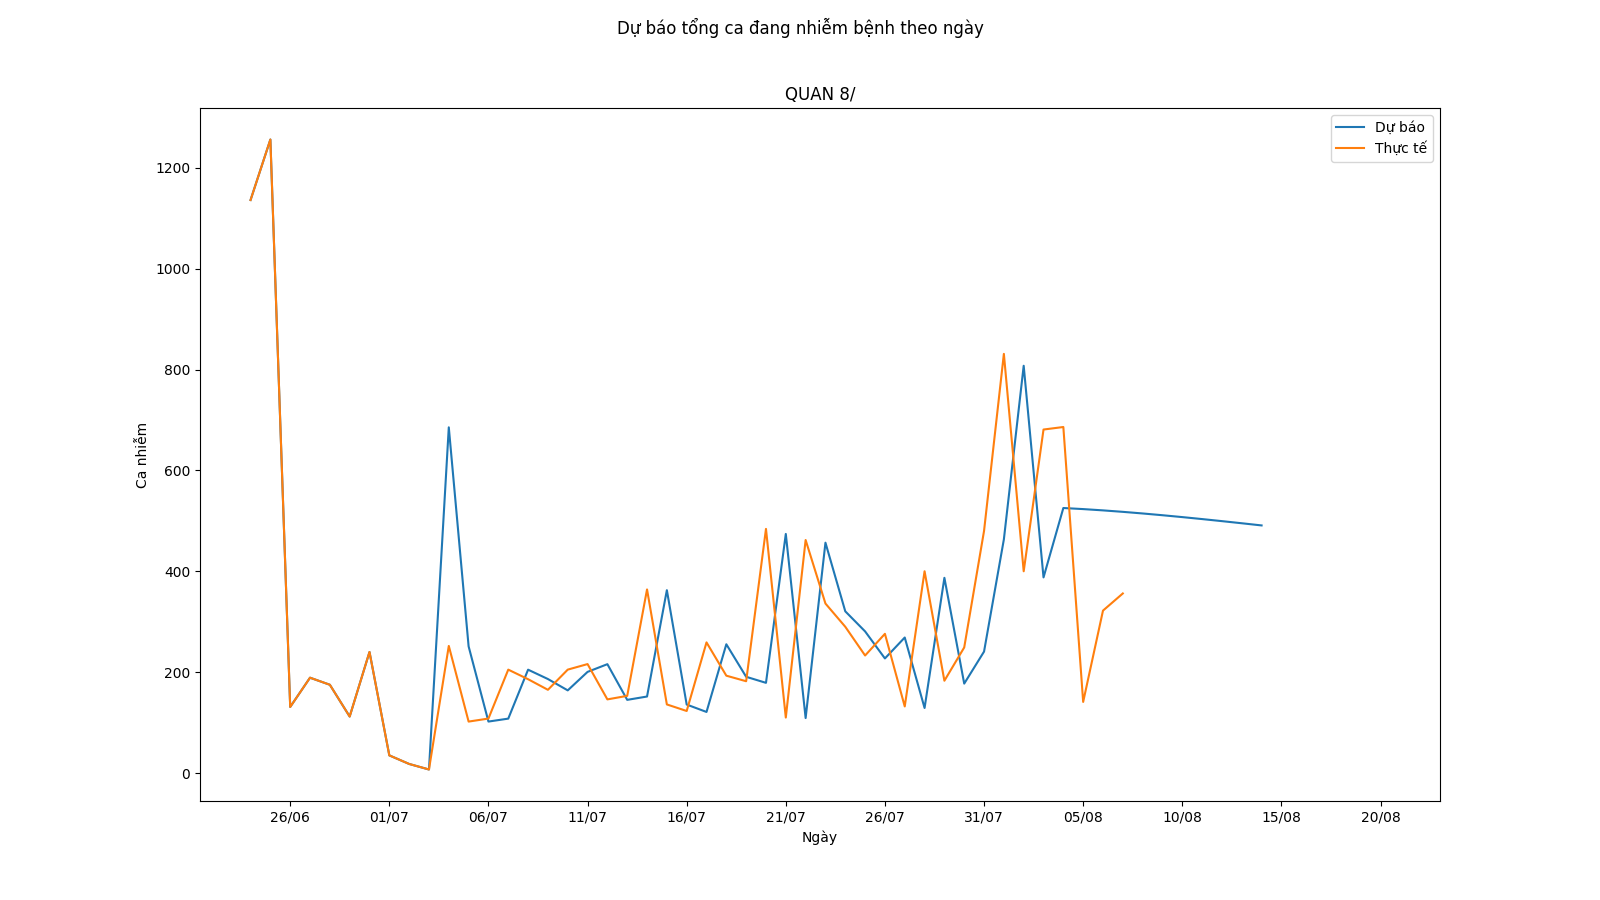 Dự báo tổng ca đang nhiễm bệnh theo ngày
QUAN 8/
Dự báo
Thực tế
1200
1000
800
600
400
200
0
Ca nhiễm
26/06 01/07 06/07 11/07 16/07 21/07 26/07 31/07 05/08 10/08 15/08 20/08
Ngày